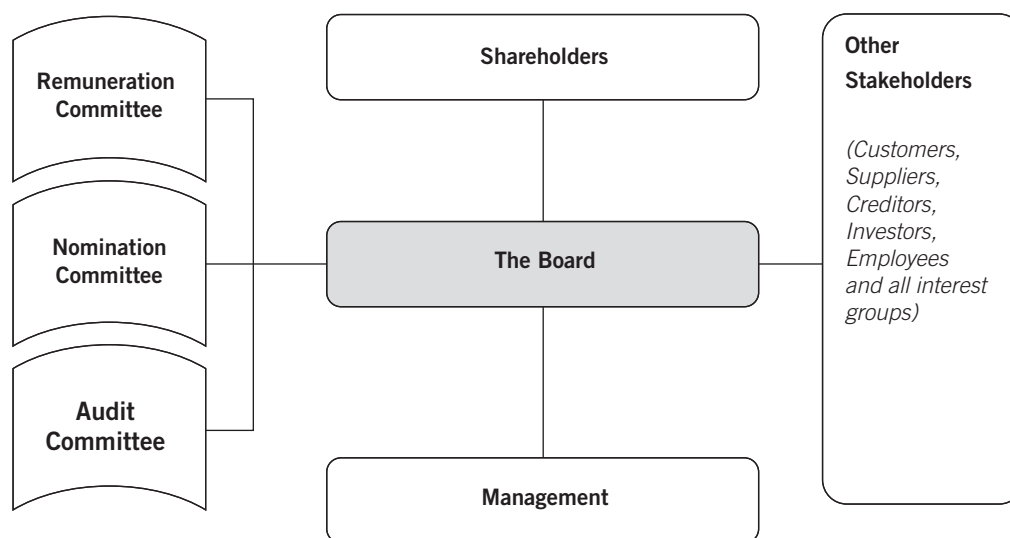 Remuneration
Committee
Nomination
Committee
Audit
Committee
Shareholders
The Board
Management
Other
Stakeholders
(Customers,
Suppliers,
Creditors,
Investors,
Employees
and all interest
groups)